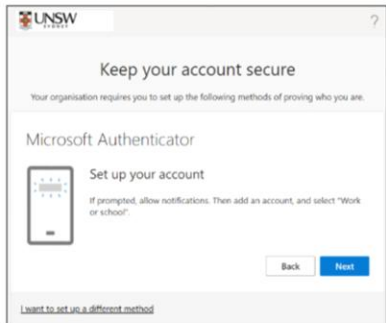 UNSW
SYDNEY
?
Keep your account secure
Your organisation requires you to set up the following methods of proving who you are.
Microsoft Authenticator
Set up your account
If prompted, allow notifications. Then add an account, and select "Work
or school".
Back Next
I want to set up a different method